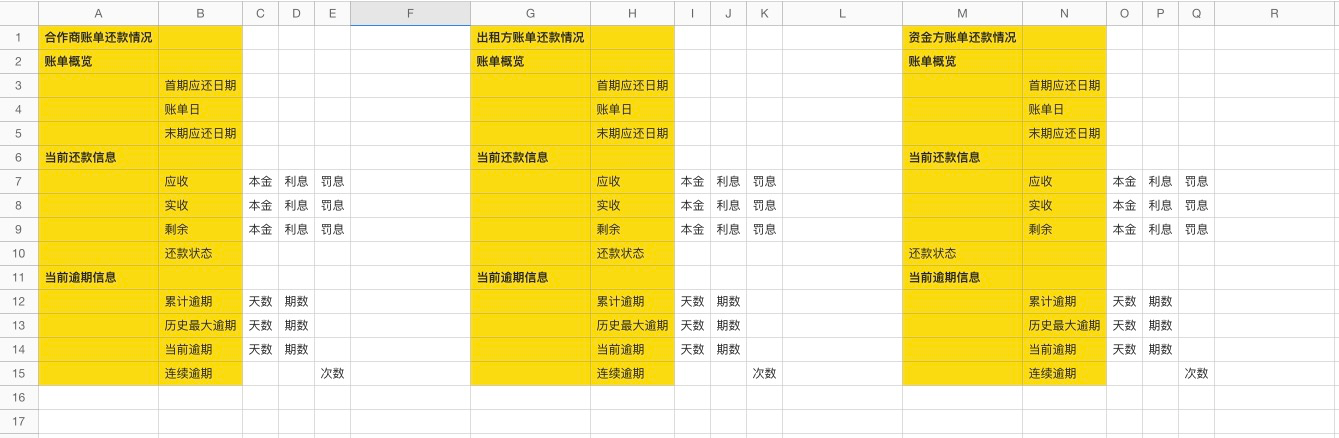 A B C D E F G H I J K L M N O P Q R
1 合作商账单还款情况 出租方账单还款情况 资金方账单还款情况
2 账单概览 账单概览 账单概览
3 首期应还日期 首期应还日期 首期应还日期
4 账单日 账单日 账单日
5 末期应还日期 末期应还日期 末期应还日期
6 当前还款信息 当前还款信息 当前还款信息
7 应收 本金 利息 罚息 应收 本金 利息 罚息 应收 本金 利息 罚息
8 实收 本金 利息 罚息 实收 本金 利息 罚息 实收 本金 利息 罚息
9 剩余 本金 利息 罚息 剩余 本金 利息 罚息 剩余 本金 利息 罚息
10 还款状态 还款状态 还款状态
11 当前逾期信息 当前逾期信息 当前逾期信息
12 累计逾期 天数 期数 累计逾期 天数 期数 累计逾期 天数 期数
13 历史最大逾期 天数 期数 历史最大逾期 天数 期数 历史最大逾期 天数 期数
14 当前逾期 天数 期数 当前逾期 天数 期数 当前逾期 天数 期数
15 连续逾期 次数 连续逾期 次数 连续逾期 次数
16
17